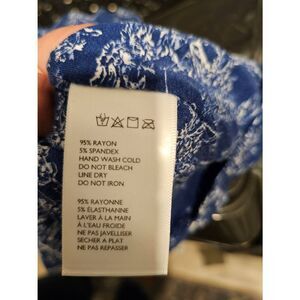 95% RAYON
5% SPANDEX
HAND WASH COLD
DO NOT BLEACH
LINE DRY
DO NOT IRON
95% RAYONNE
5% ÉLASTHANNE
LAVER À LA MAIN
À L'EAU FROIDE
NE PAS JAVELLISER
SÉCHER A PLAT
NE PAS REPASSER